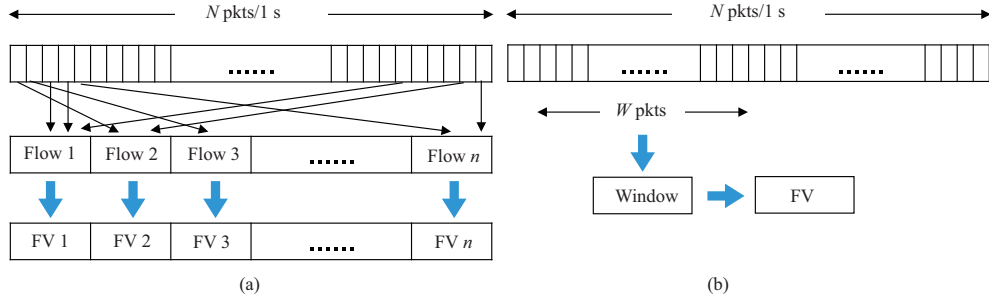 N pkts/1 s
......
Flow 1 Flow 2 Flow 3 ...... Flow n
FV 1 FV 2 FV 3 ...... FV n
(a)
N pkts/1 s
...... ......
W pkts
Window FV
(b)